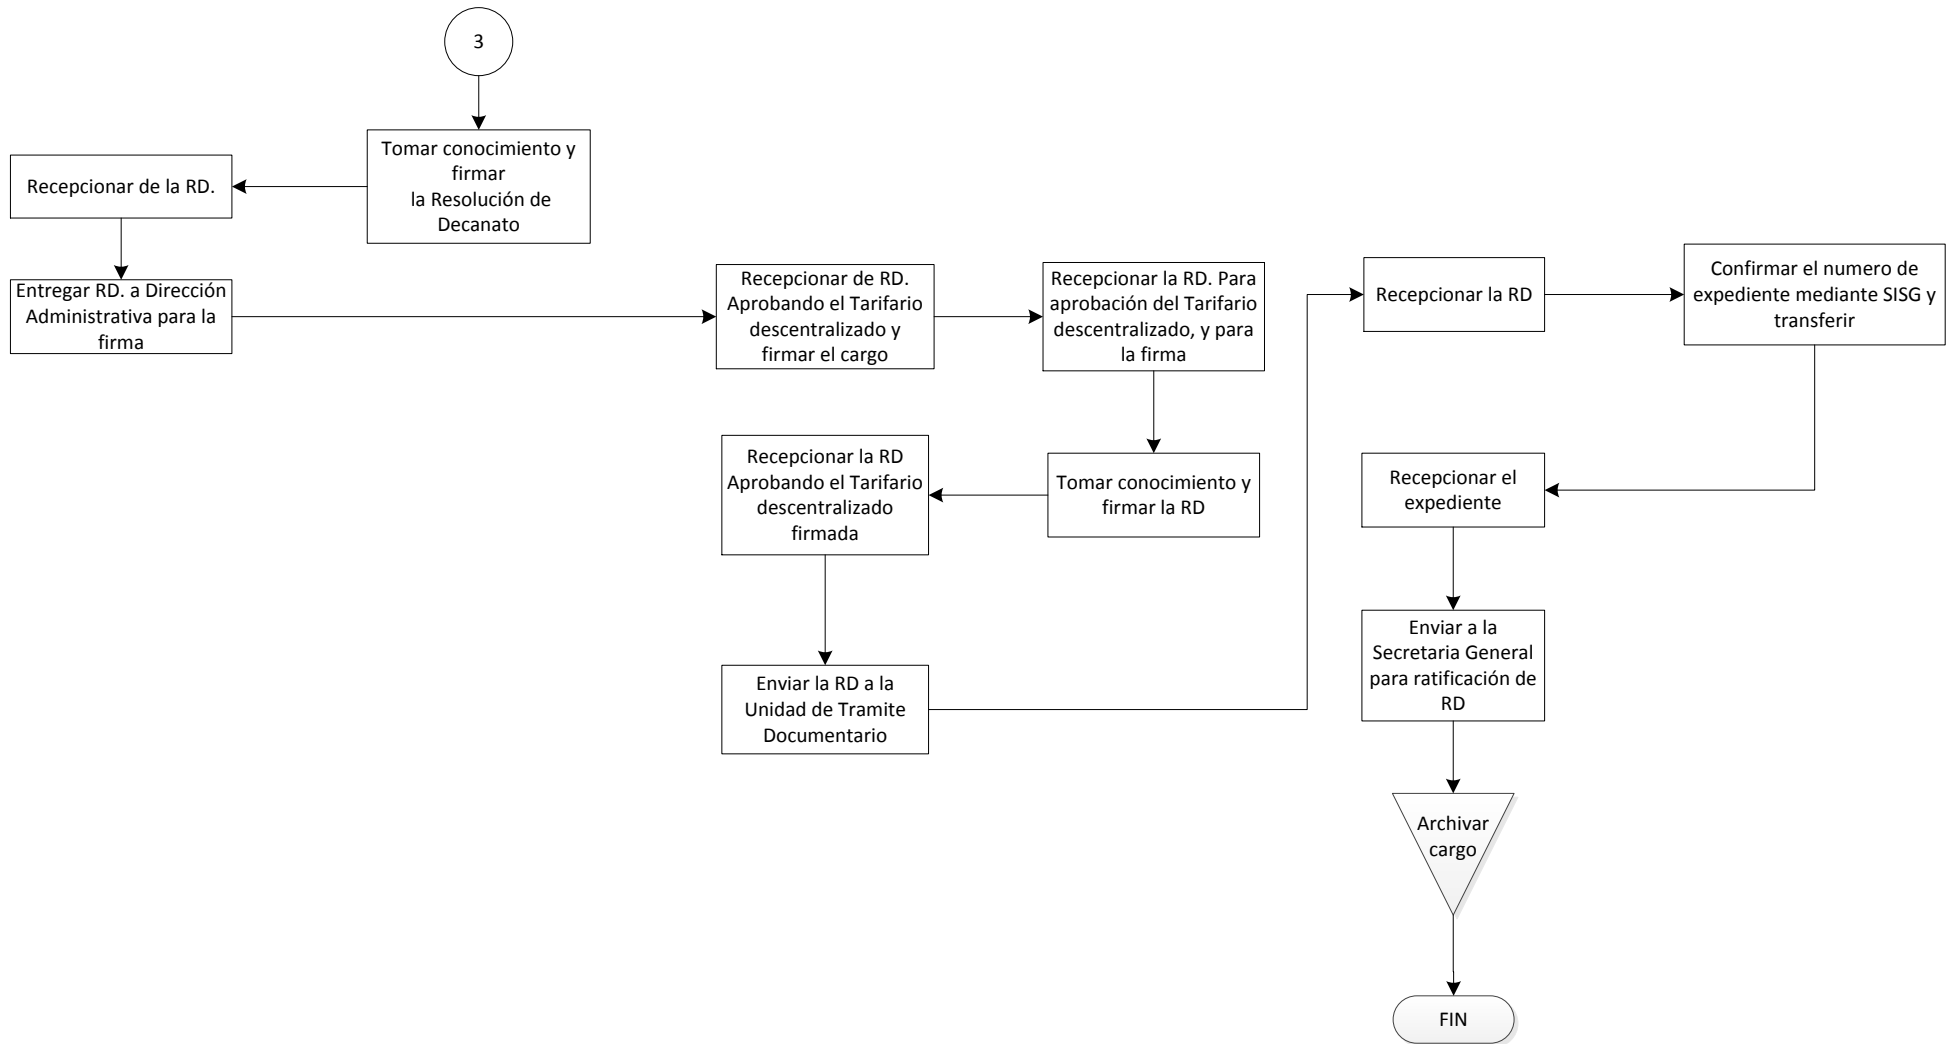 3
Tomar conocimiento y
firmar
la Resolución de
Decanato
Recepcionar de la RD.
Entregar RD. a Dirección
Administrativa para la
firma
Recepcionar de RD.
Aprobando el Tarifario
descentralizado y
firmar el cargo
Recepcionar la RD. Para
aprobación del Tarifario
descentralizado, y para
la firma
Tomar conocimiento y
firmar la RD
Recepcionar la RD
Aprobando el Tarifario
descentralizado
firmada
Enviar la RD a la
Unidad de Tramite
Documentario
Recepcionar la RD
Confirmar el numero de
expediente mediante SISG y
transferir
Recepcionar el
expediente
Enviar a la
Secretaria General
para ratificación de
RD
Archivar
cargo
FIN